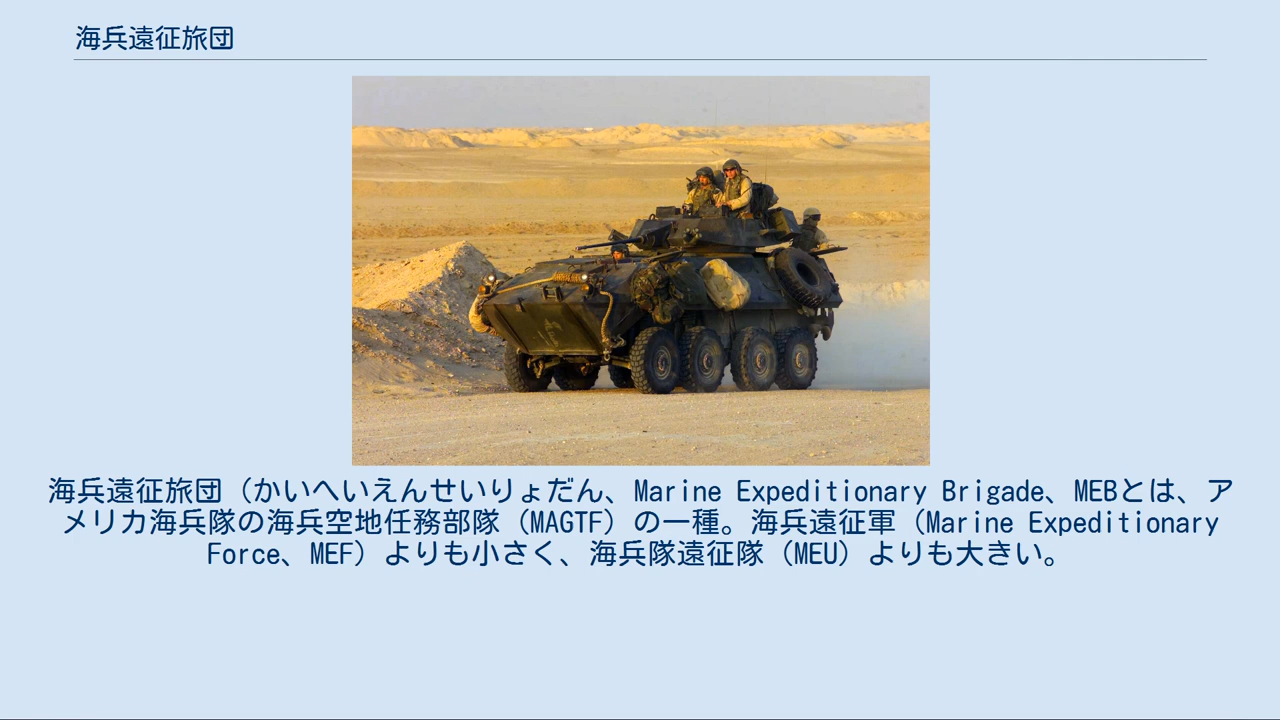 海兵遠征旅団
海兵遠征旅団（かいへいえんせいりょだん、Marine Expeditionary Brigade、MEBとは、ア
メリカ海兵隊の海兵空地任務部隊（MAGTF）の一種。海兵遠征軍（Marine Expeditionary
Force、MEF）よりも小さく、海兵隊遠征隊（MEU）よりも大きい。